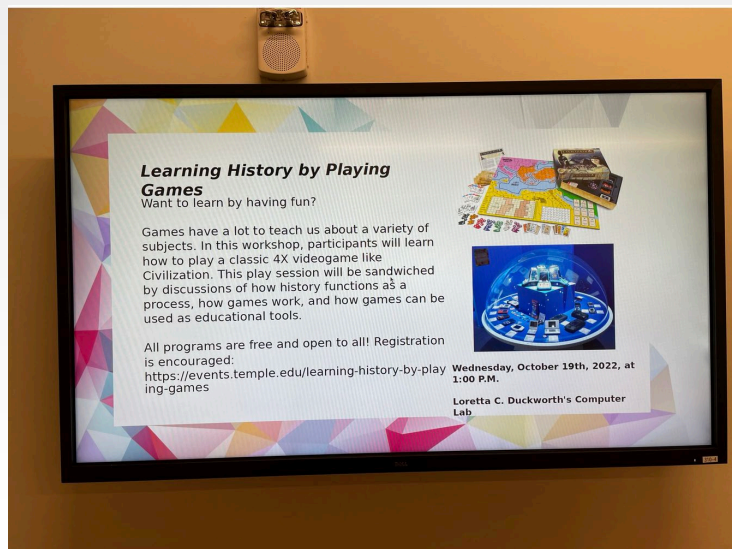 Learning History by Playing
Games
Want to learn by having fun?
Games have a lot to teach us about a variety of
subjects. In this workshop, participants will learn
how to play a classic 4X videogame like
Civilization. This play session will be sandwiched
by discussions of how history functions as a
process, how games work, and how games can be
used as educational tools.
All programs are free and open to all! Registration
is encouraged:
https://events.temple.edu/learning-history-by-play
ing-games
Wednesday, October 19th, 2022, at
1:00 P.M.
Loretta C. Duckworth's Computer
Lab